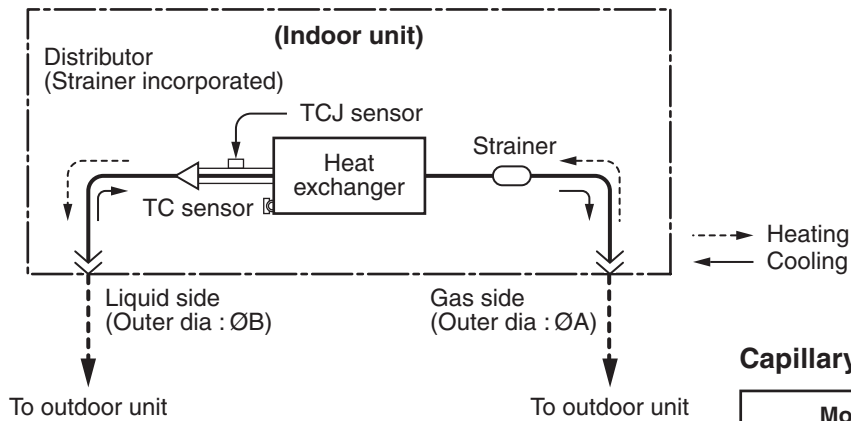 (Indoor unit)
Distributor
(Strainer incorporated)
TCJ sensor
Strainer
Heat
exchanger
TC sensor
Heating
Cooling
Liquid side
(Outer dia : ØB)
Gas side
(Outer dia : ØA)
To outdoor unit
To outdoor unit
Capillary